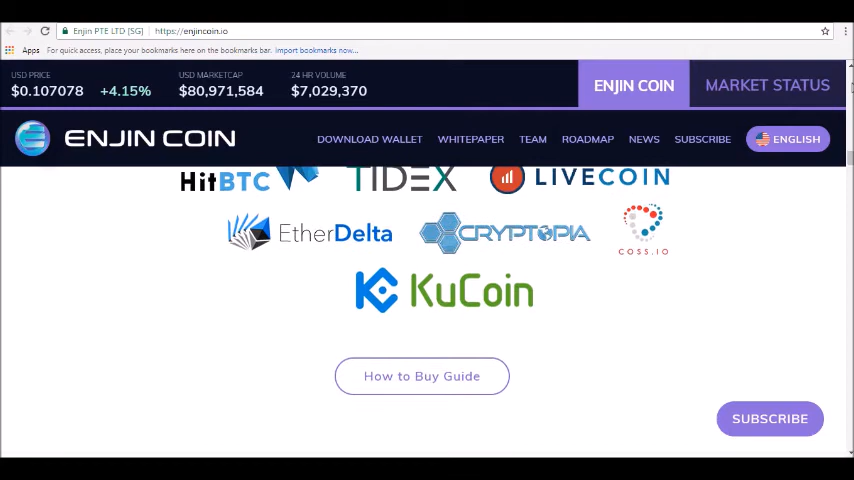 Enjin PTE LTD [SG] https://enjincoin.io
Apps For quick access, place your bookmarks here on the bookmarks bar. Import bookmarks now...
USD PRICE USD MARKETCAP 24 HR VOLUME
$0.107078 +4.15% $80,971,584 $7,029,370
ENJIN COIN MARKET STATUS
ENJIN COIN DOWNLOAD WALLET WHITEPAPER TEAM ROADMAP NEWS SUBSCRIBE ENGLISH
HitBTC TIDEX LIVECOIN
EtherDelta CRYPTOPIA COSS.IO
KuCoin
How to Buy Guide
SUBSCRIBE